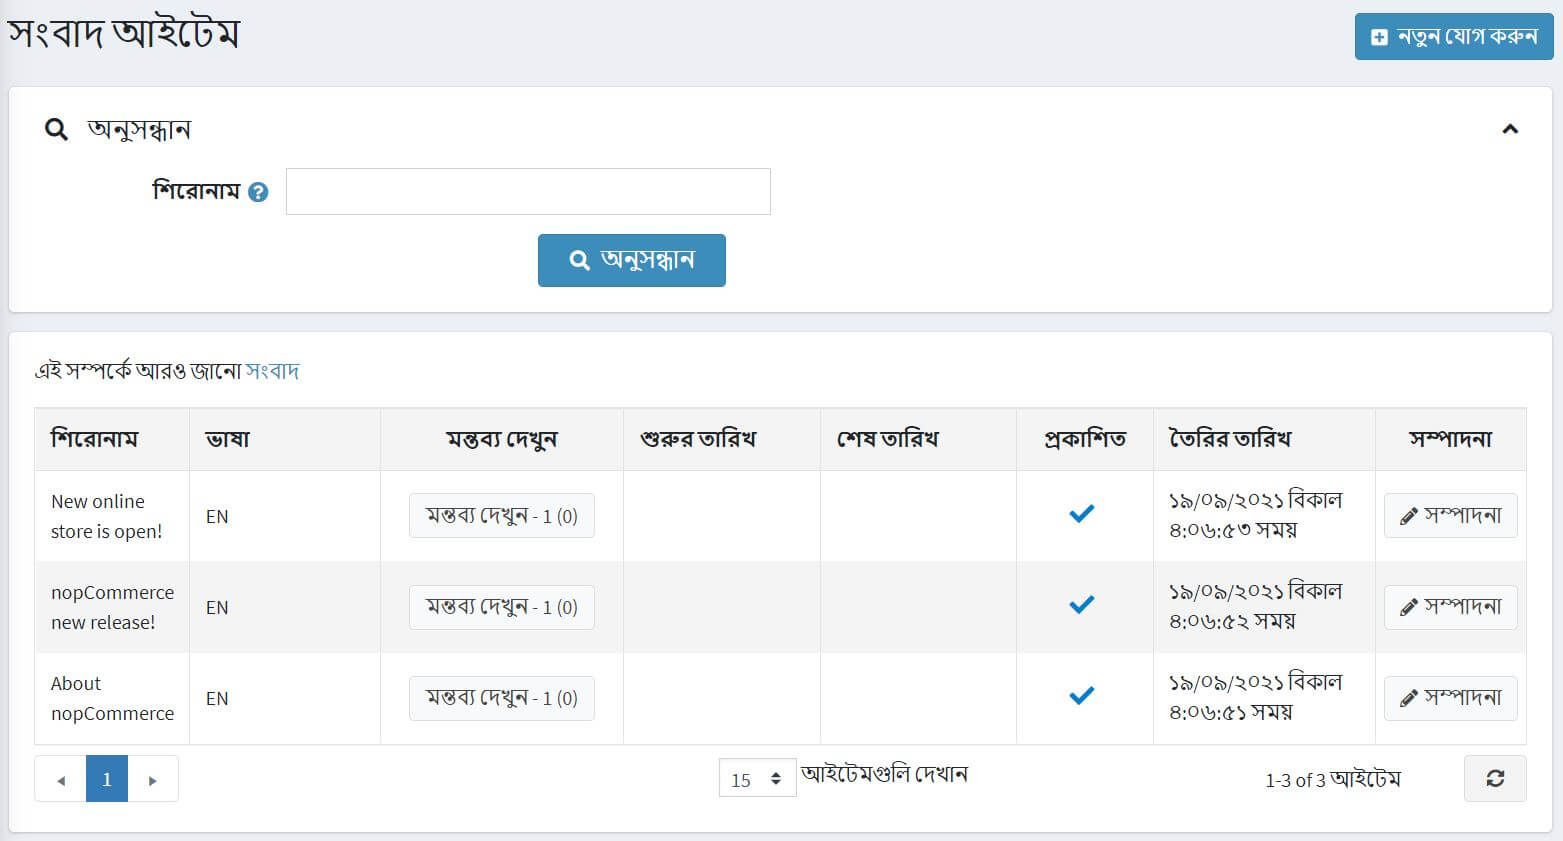 সংবাদ আইটেম
নতুন যোগ করুন
অনুসন্ধান
শিরোনাম
অনুসন্ধান
এই সম্পর্কে আরও জানো সংবাদ
শিরোনাম ভাষা মন্তব্য দেখুন শুরুর তারিখ শেষ তারিখ প্রকাশিত তৈরির তারিখ সম্পাদনা
New online
store is open!
EN
মন্তব্য দেখুন - 1 (0)
১৯/০৯/২০২১ বিকাল
৪:০৬:৫৩ সময়
সম্পাদনা
nopCommerce
new release!
EN
মন্তব্য দেখুন - 1 (0)
১৯/০৯/২০২১ বিকাল
৪:০৬:৫২ সময়
সম্পাদনা
About
nopCommerce
EN
মন্তব্য দেখুন - 1 (0)
১৯/০৯/২০২১ বিকাল
৪:০৬:৫১ সময়
সম্পাদনা
1
15 আইটেমগুলি দেখান
1-3 of 3 আইটেম